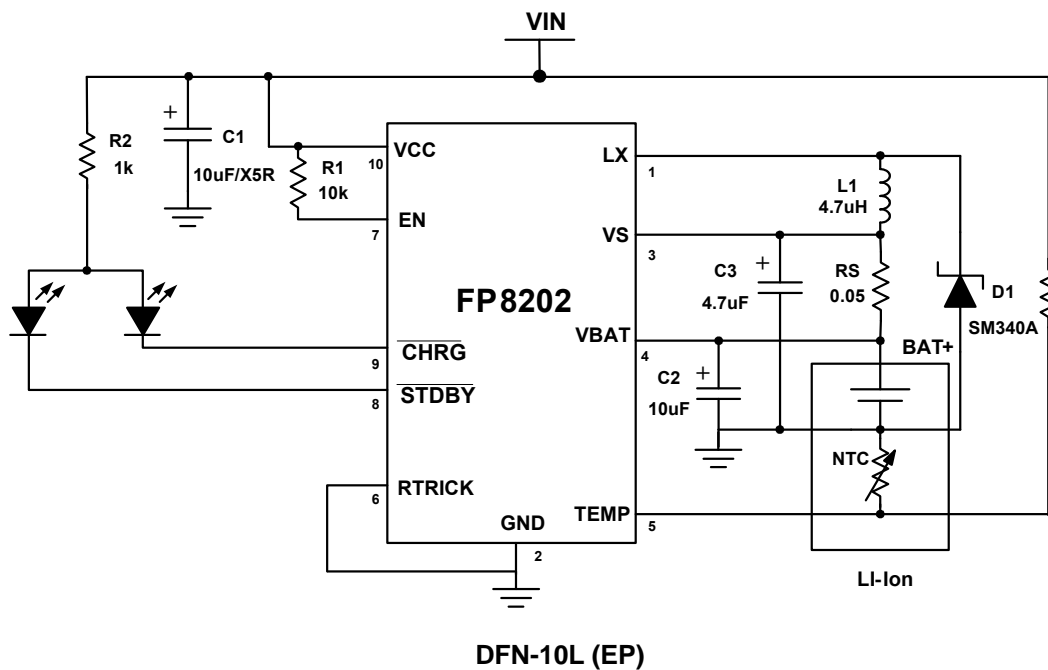 VIN
R2
1k
+
C1
10uF/X5R
R1
10k
VCC
10
EN
7
FP8202
LX
1
L1
4.7uH
VS
3
C3
+
4.7uF
RS
0.05
D1
SM340A
CHRG
9
STDBY
8
VBAT
4
BAT+
C2
+
10uF
NTC
RTRICK
6
GND
2
TEMP
5
LI-Ion
DFN-10L (EP)